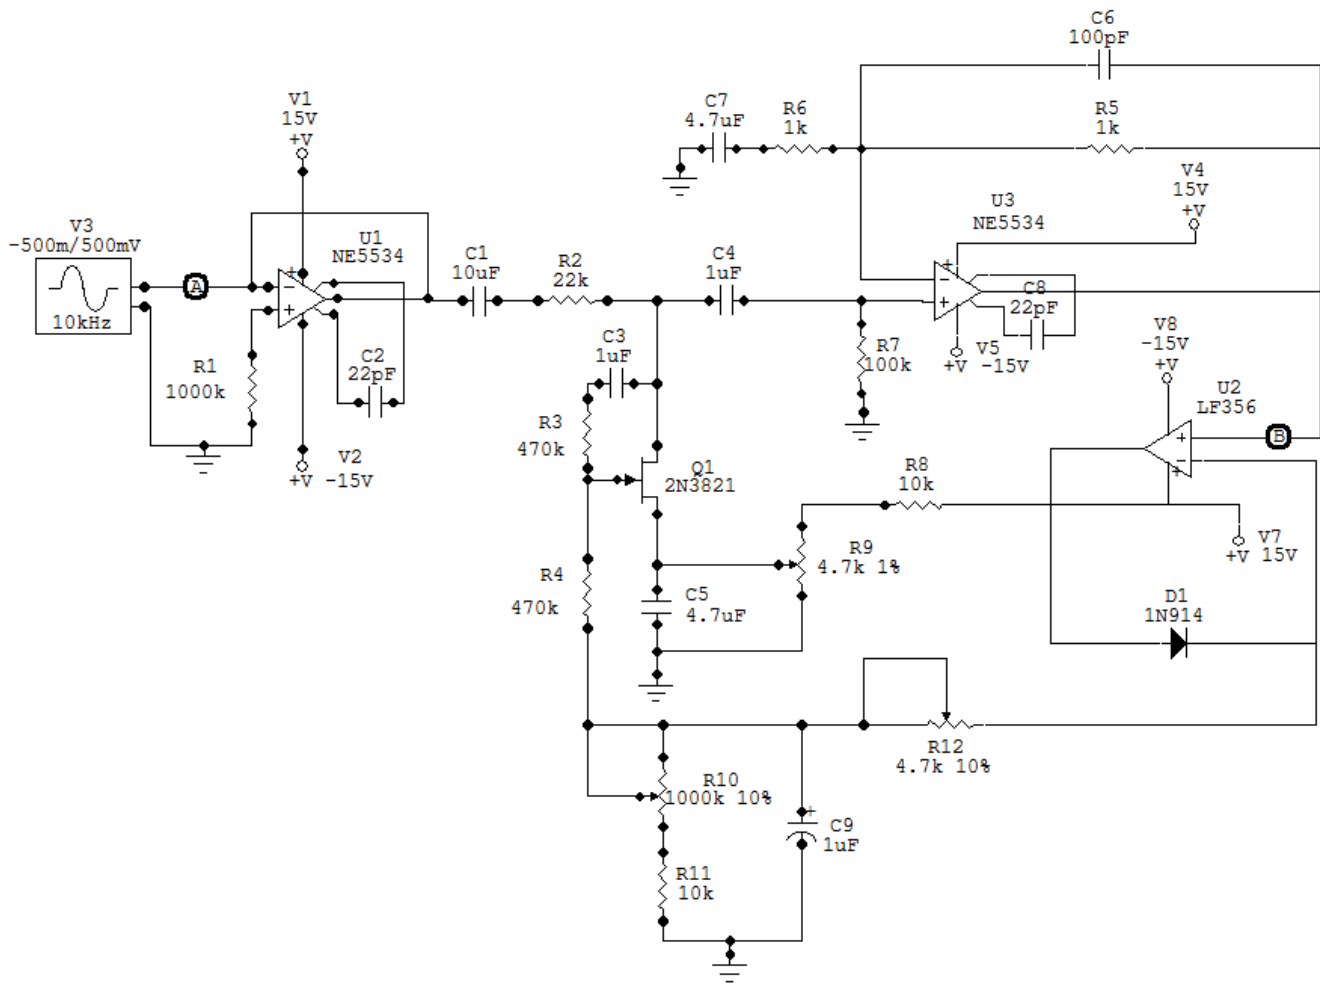 C6
100pF
C7
4.7uF
R6
1k
R5
1k
V1
15V
+V
V4
15V
+V
U3
NE5534
V3
-500m/500mV
10kHz
A
U1
NE5534
C1
10uF
R2
22k
C4
1uF
C8
22pF
V5 -15V
+V
R1
1000k
C2
22pF
C3
1uF
R7
100k
V8
-15V
+V
U2
LF356
B
R3
470k
V2
+V -15V
Q1
2N3821
R8
10k
V7
+V 15V
R9
4.7k 1%
R4
470k
C5
4.7uF
D1
1N914
R12
4.7k 10%
R10
1000k 10%
+
C9
1uF
R11
10k